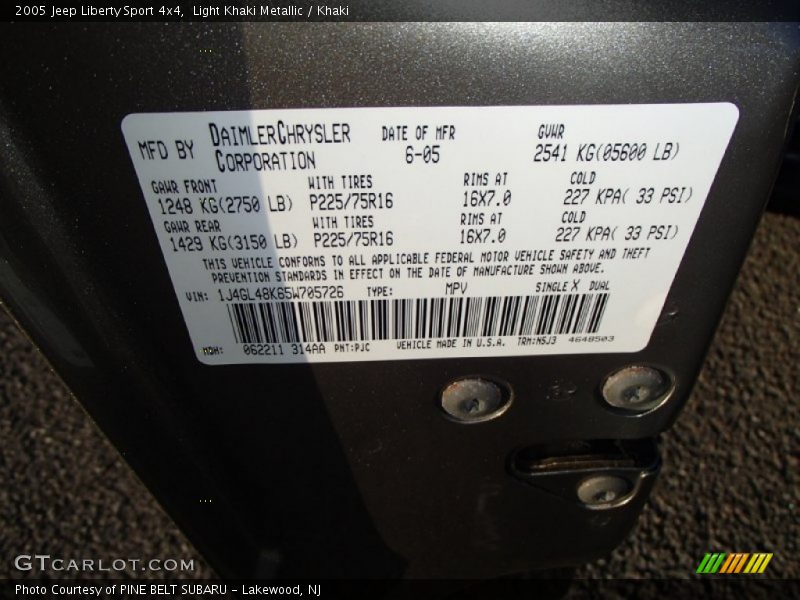 2005 Jeep Liberty Sport 4x4, Light Khaki Metallic / Khaki
MFD BY DAIMLERCHRYSLER CORPORATION DATE OF MFR 6-05 GVWR 2541 KG(05600 LB)
GAWR FRONT WITH TIRES RIMS AT COLD
1248 KG(2750 LB) P225/75R16 16X7.0 227 KPA( 33 PSI)
GAWR REAR WITH TIRES RIMS AT COLD
1429 KG(3150 LB) P225/75R16 16X7.0 227 KPA( 33 PSI)
THIS VEHICLE CONFORMS TO ALL APPLICABLE FEDERAL MOTOR VEHICLE SAFETY AND THEFT
PREVENTION STANDARDS IN EFFECT ON THE DATE OF MANUFACTURE SHOWN ABOVE.
VIN: 1J4GL48K65W705726 TYPE: MPV SINGLE X DUAL
MDH: 062211 314AA PNT:PJC VEHICLE MADE IN U.S.A. TRM:NSJ3 4648503
GTCARLOT.COM
Photo Courtesy of PINE BELT SUBARU - Lakewood, NJ